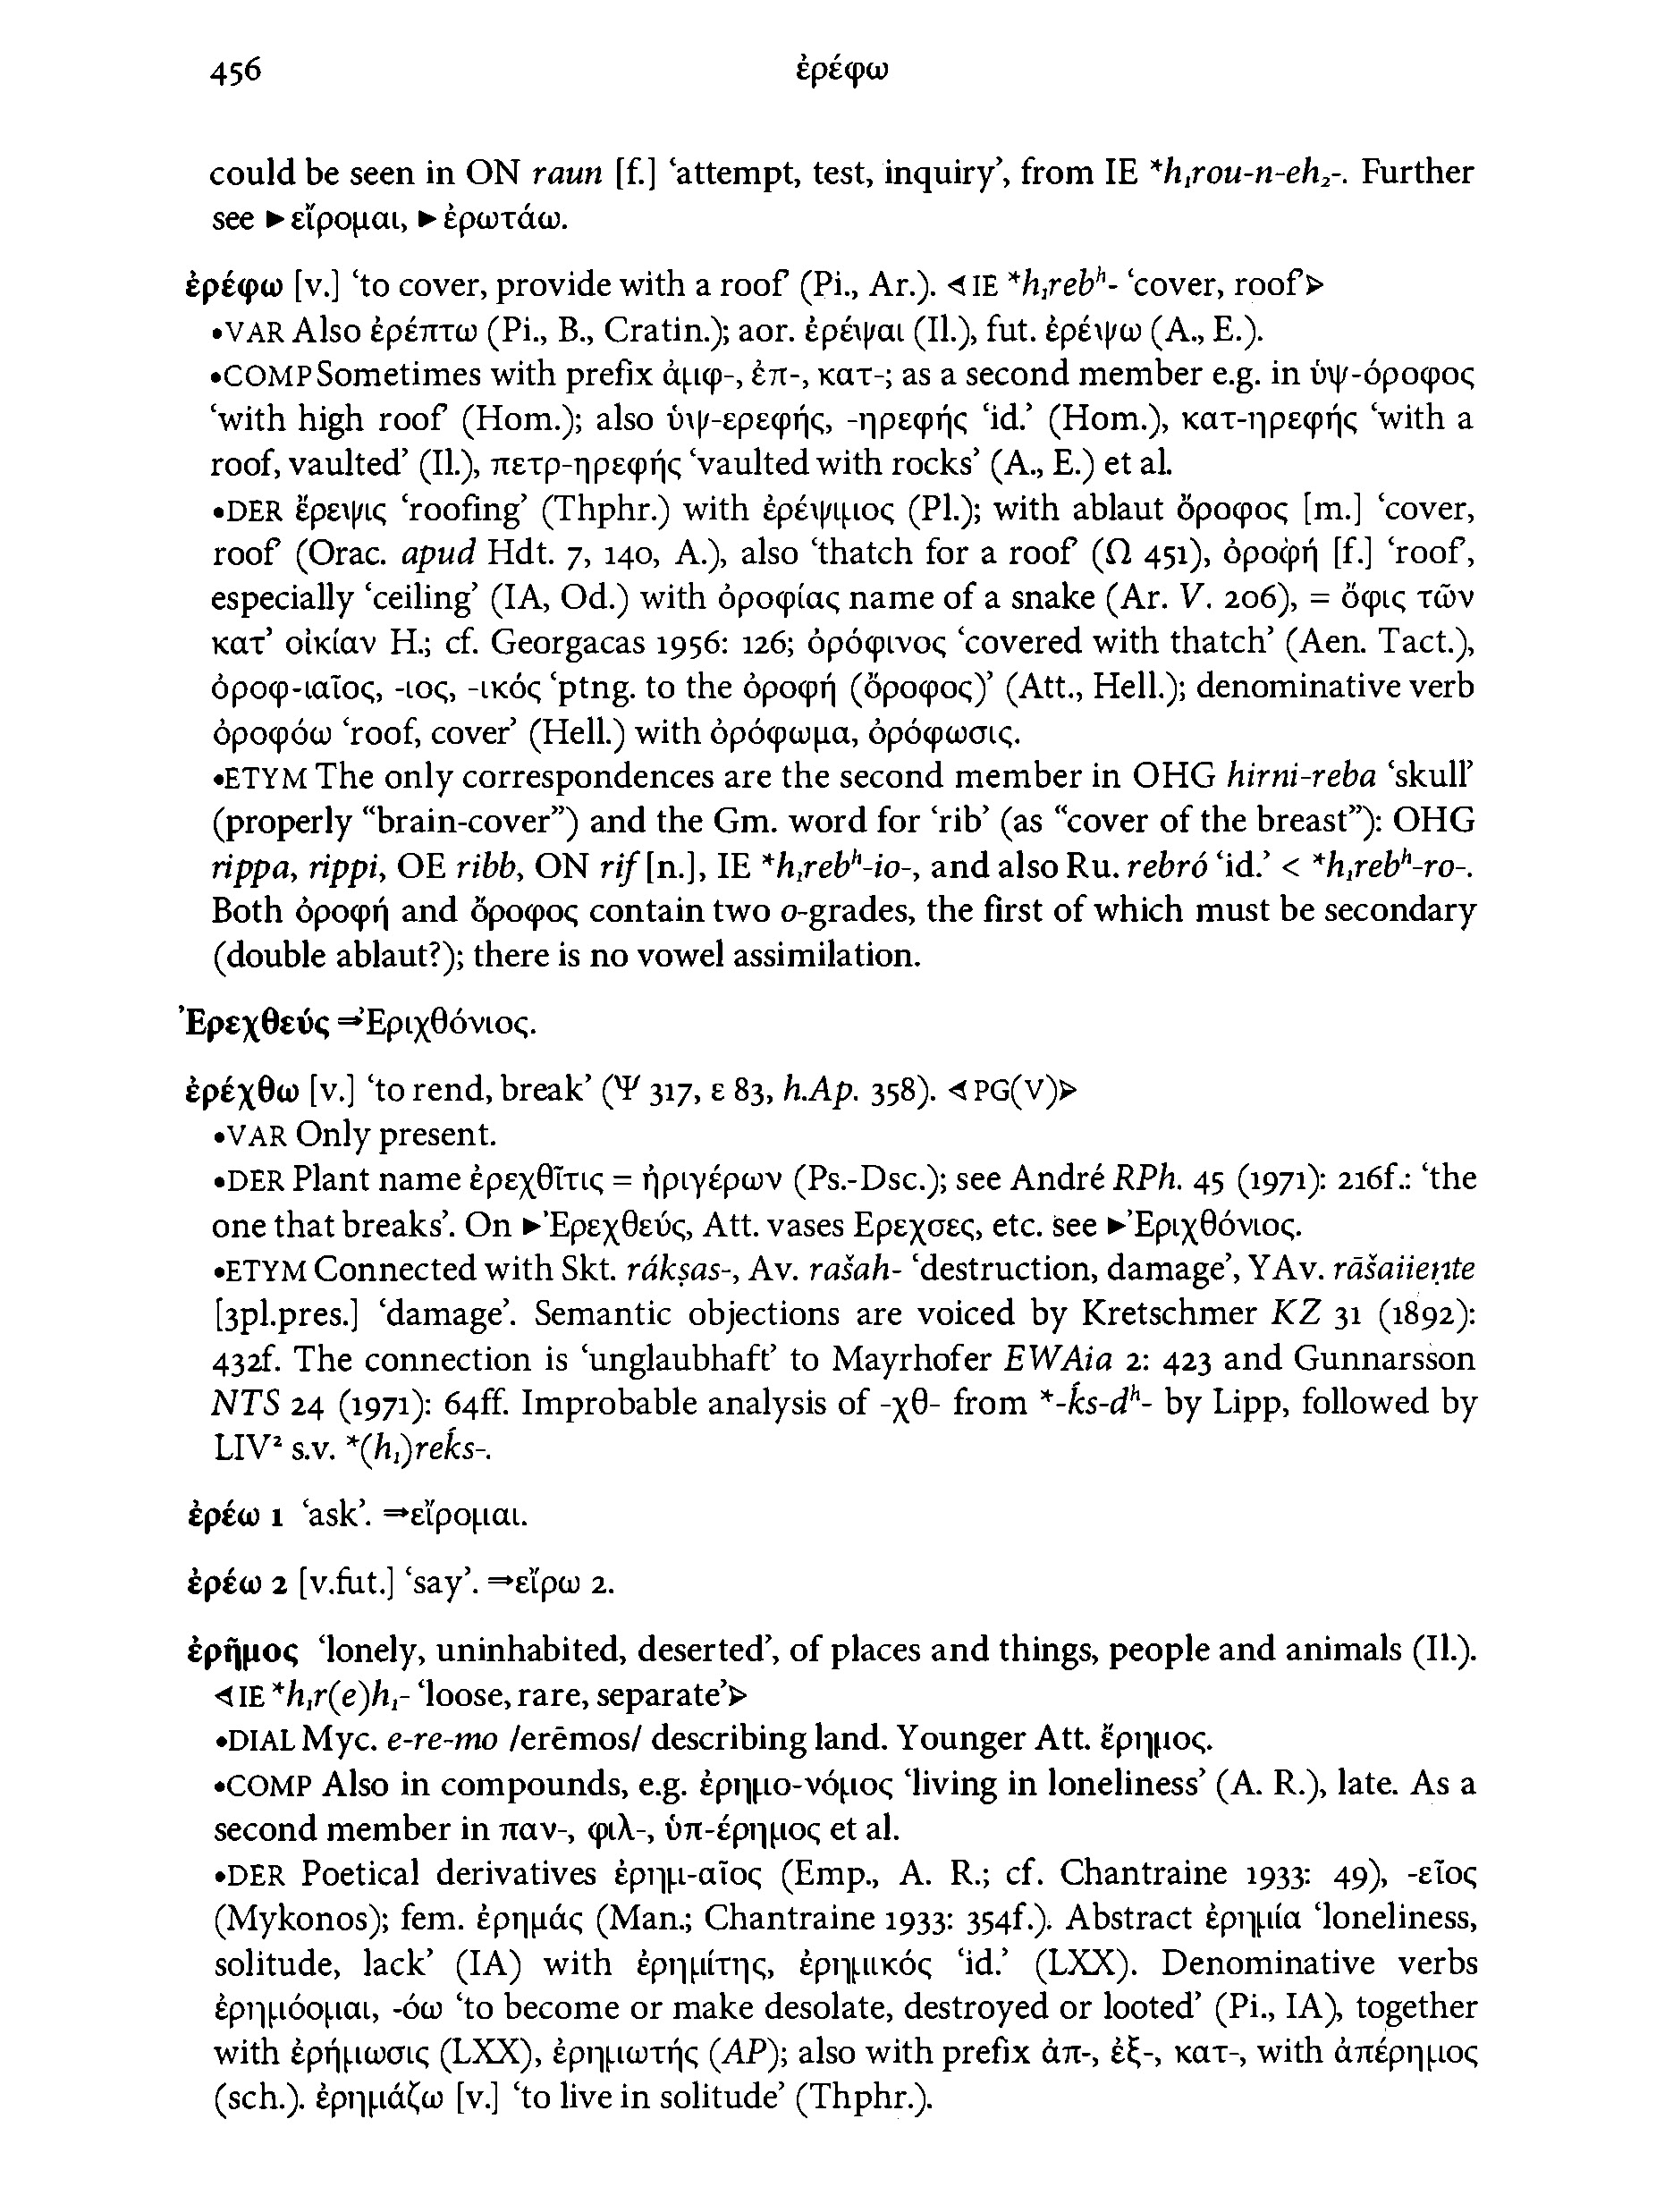 456 ἐρέφω
could be seen in ON raun [f.] ‘attempt, test, inquiry’, from IE *h₁rou-n-eh₂-. Further
see ►εἴρομαι, ►ἐρωτάω.
ἐρέφω [v.] ‘to cover, provide with a roof’ (Pi., Ar.). ⊲IE *h₁rebʰ- ‘cover, roof’⊳
•VAR Also ἐρέπτω (Pi., B., Cratin.); aor. ἐρέψαι (Il.), fut. ἐρέψω (A., E.).
•COMP Sometimes with prefix ἀμφ-, ἐπ-, κατ-; as a second member e.g. in ὑψ-όροφος
‘with high roof’ (Hom.); also ὑψ-ερεφής, -ηρεφής ‘id.’ (Hom.), κατ-ηρεφής ‘with a
roof, vaulted’ (Il.), πετρ-ηρεφής ‘vaulted with rocks’ (A., E.) et al.
•DER ἔρεψις ‘roofing’ (Thphr.) with ἐρέψιμος (Pl.); with ablaut ὄροφος [m.] ‘cover,
roof’ (Orac. apud Hdt. 7, 140, A.), also ‘thatch for a roof’ (Ω 451), ὀροφή [f.] ‘roof’,
especially ‘ceiling’ (IA, Od.) with ὀροφίας name of a snake (Ar. V. 206), = ὄφις τῶν
κατ’ οἰκίαν H.; cf. Georgacas 1956: 126; ὀρόφινος ‘covered with thatch’ (Aen. Tact.),
ὀροφ-ιαῖος, -ιος, -ικός ‘ptng. to the ὀροφή (ὄροφος)’ (Att., Hell.); denominative verb
ὀροφόω ‘roof, cover’ (Hell.) with ὀρόφωμα, ὀρόφωσις.
•ETYM The only correspondences are the second member in OHG hirni-reba ‘skull’
(properly “brain-cover”) and the Gm. word for ‘rib’ (as “cover of the breast”): OHG
rippa, rippi, OE ribb, ON rif [n.], IE *h₁rebʰ-io-, and also Ru. rebró ‘id.’ < *h₁rebʰ-ro-.
Both ὀροφή and ὄροφος contain two o-grades, the first of which must be secondary
(double ablaut?); there is no vowel assimilation.
Ἐρεχθεύς ⇒Ἐριχθόνιος.
ἐρέχθω [v.] ‘to rend, break’ (Ψ 317, ε 83, h.Ap. 358). ⊲PG(V)⊳
•VAR Only present.
•DER Plant name ἐρεχθῖτις = ἠριγέρων (Ps.-Dsc.); see André RPh. 45 (1971): 216f.: ‘the
one that breaks’. On ►Ἐρεχθεύς, Att. vases Ερεχσες, etc. see ►Ἐριχθόνιος.
•ETYM Connected with Skt. rákṣas-, Av. rašah- ‘destruction, damage’, YAv. rāšaiieṇte
[3pl.pres.] ‘damage’. Semantic objections are voiced by Kretschmer KZ 31 (1892):
432f. The connection is ‘unglaubhaft’ to Mayrhofer EWAia 2: 423 and Gunnarsson
NTS 24 (1971): 64ff. Improbable analysis of -χθ- from *-ḱs-dʰ- by Lipp, followed by
LIV² s.v. *(h₁)reḱs-.
ἐρέω 1 ‘ask’. ⇒εἴρομαι.
ἐρέω 2 [v.fut.] ‘say’. ⇒εἴρω 2.
ἐρῆμος ‘lonely, uninhabited, deserted’, of places and things, people and animals (Il.).
⊲IE *h₁r(e)h₁- ‘loose, rare, separate’⊳
•DIAL Myc. e-re-mo /erēmos/ describing land. Younger Att. ἔρημος.
•COMP Also in compounds, e.g. ἐρημο-νόμος ‘living in loneliness’ (A. R.), late. As a
second member in παν-, φιλ-, ὑπ-έρημος et al.
•DER Poetical derivatives ἐρημ-αῖος (Emp., A. R.; cf. Chantraine 1933: 49), -εῖος
(Mykonos); fem. ἐρημάς (Man.; Chantraine 1933: 354f.). Abstract ἐρημία ‘loneliness,
solitude, lack’ (IA) with ἐρημίτης, ἐρημικός ‘id.’ (LXX). Denominative verbs
ἐρημόομαι, -όω ‘to become or make desolate, destroyed or looted’ (Pi., IA), together
with ἐρήμωσις (LXX), ἐρημωτής (AP); also with prefix ἀπ-, ἐξ-, κατ-, with ἀπέρημος
(sch.). ἐρημάζω [v.] ‘to live in solitude’ (Thphr.).